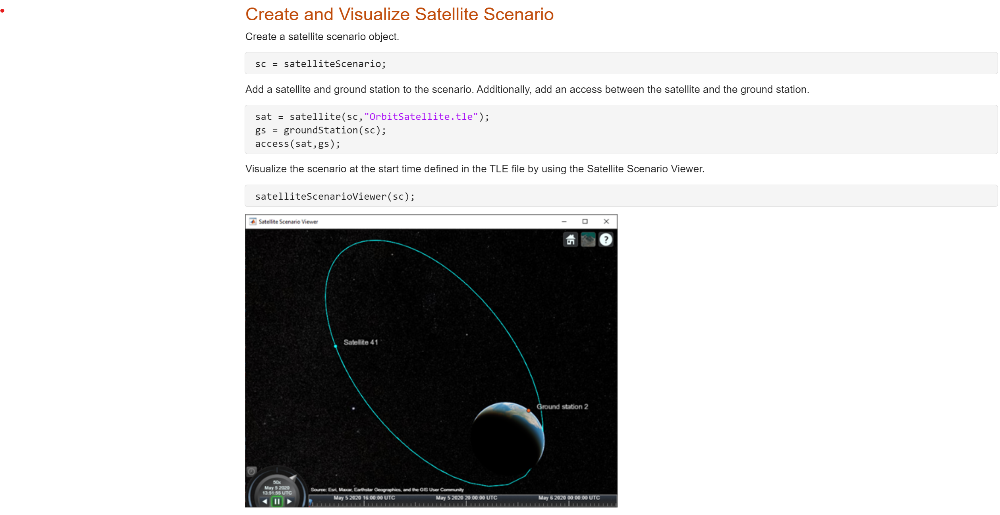 Create and Visualize Satellite Scenario
Create a satellite scenario object.
sc = satelliteScenario;
Add a satellite and ground station to the scenario. Additionally, add an access between the satellite and the ground station.
sat = satellite(sc,"OrbitSatellite.tle");
gs = groundStation(sc);
access(sat,gs);
Visualize the scenario at the start time defined in the TLE file by using the Satellite Scenario Viewer.
satelliteScenarioViewer(sc);
Satellite Scenario Viewer
?
Satellite 41
Ground station 2
50x
May 5 2020
13:51:55 UTC
Source: Esri, Maxar, Earthstar Geographics, and the GIS User Community
May 5 2020 16:00:00 UTC May 5 2020 20:00:00 UTC May 6 2020 00:00:00 UTC